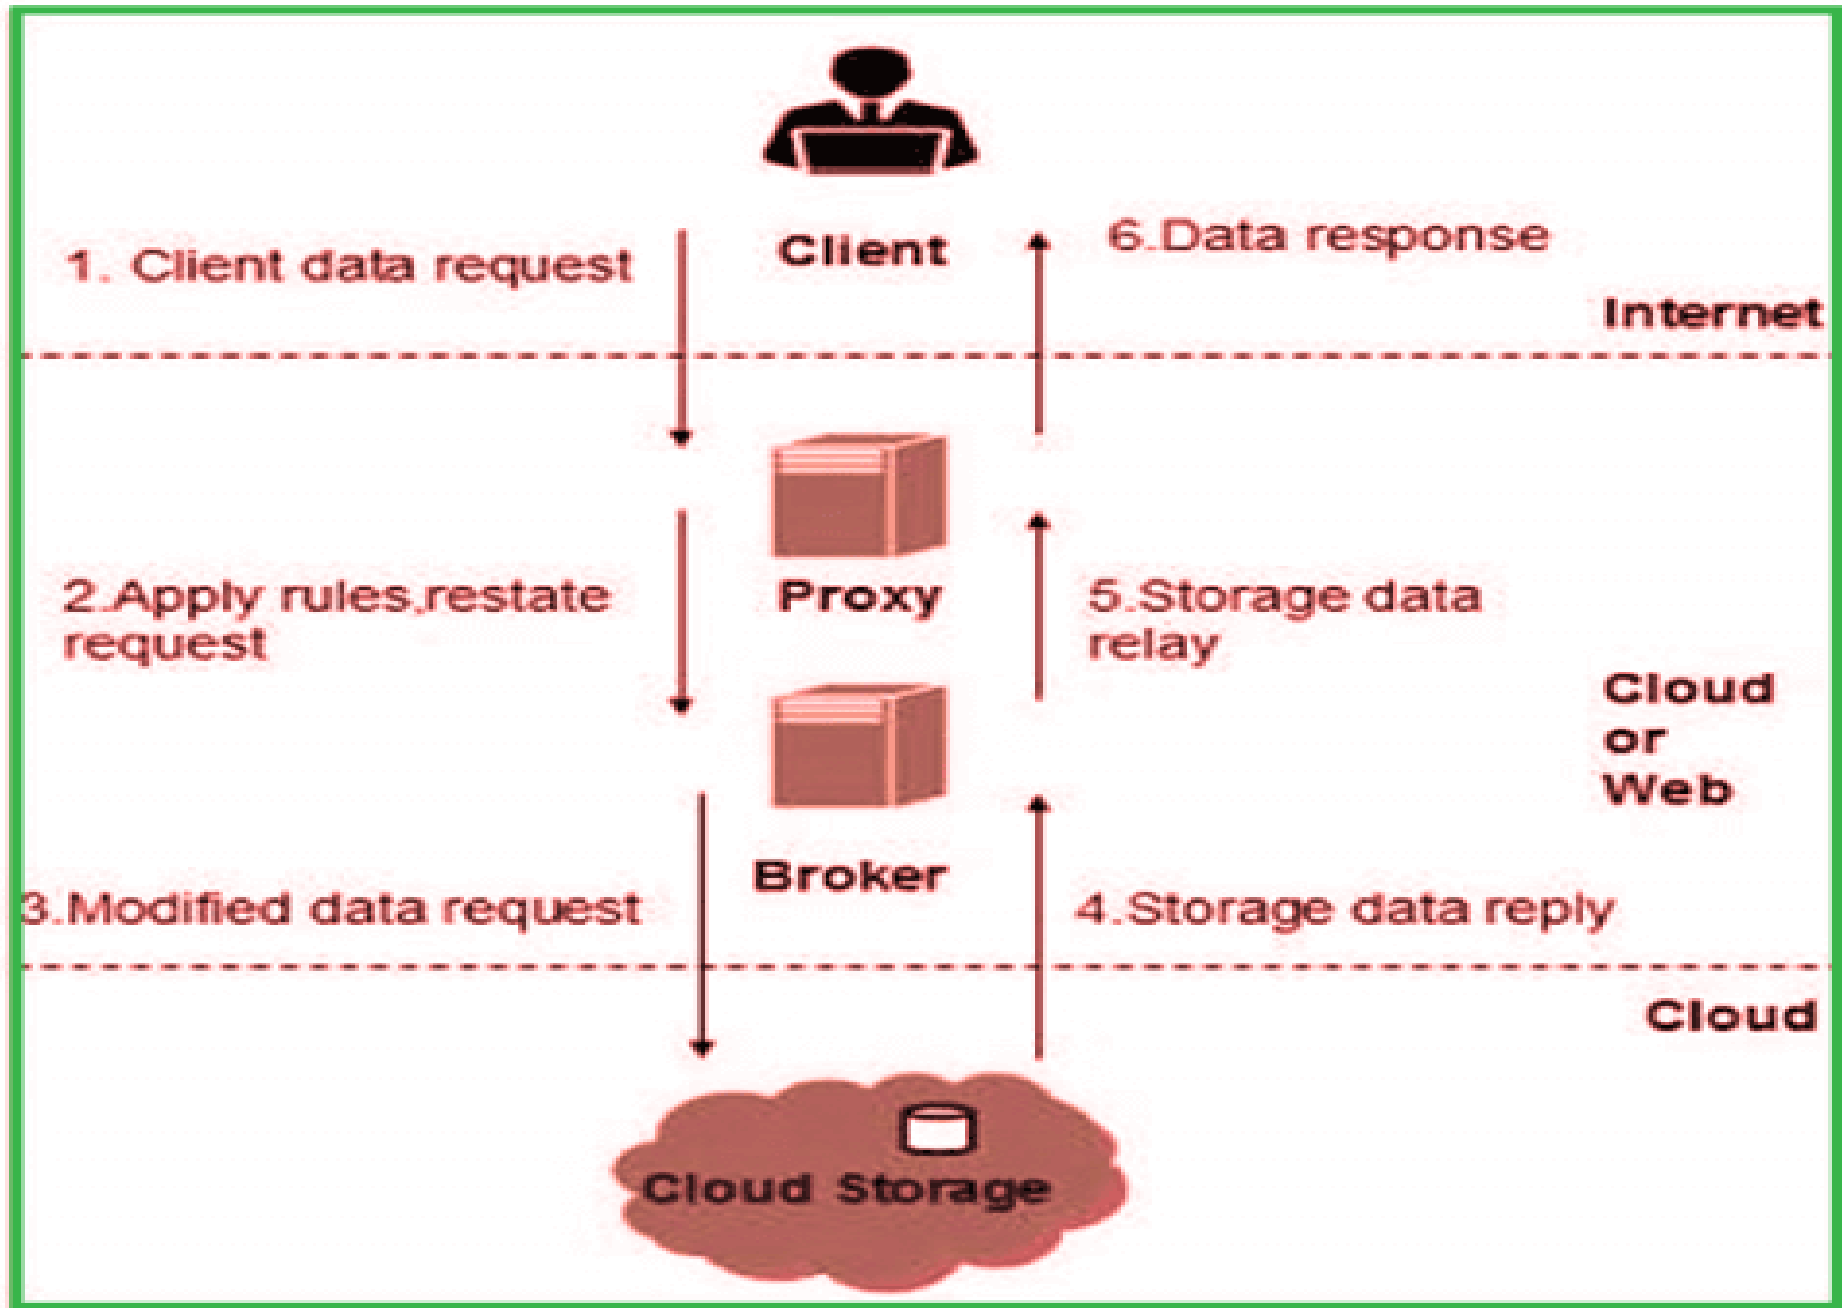 Client
1. Client data request
6.Data response
Internet
2.Apply rules,restate
request
Proxy
5.Storage data
relay
Cloud
or
Web
Broker
3.Modified data request
4.Storage data reply
Cloud
Cloud Storage